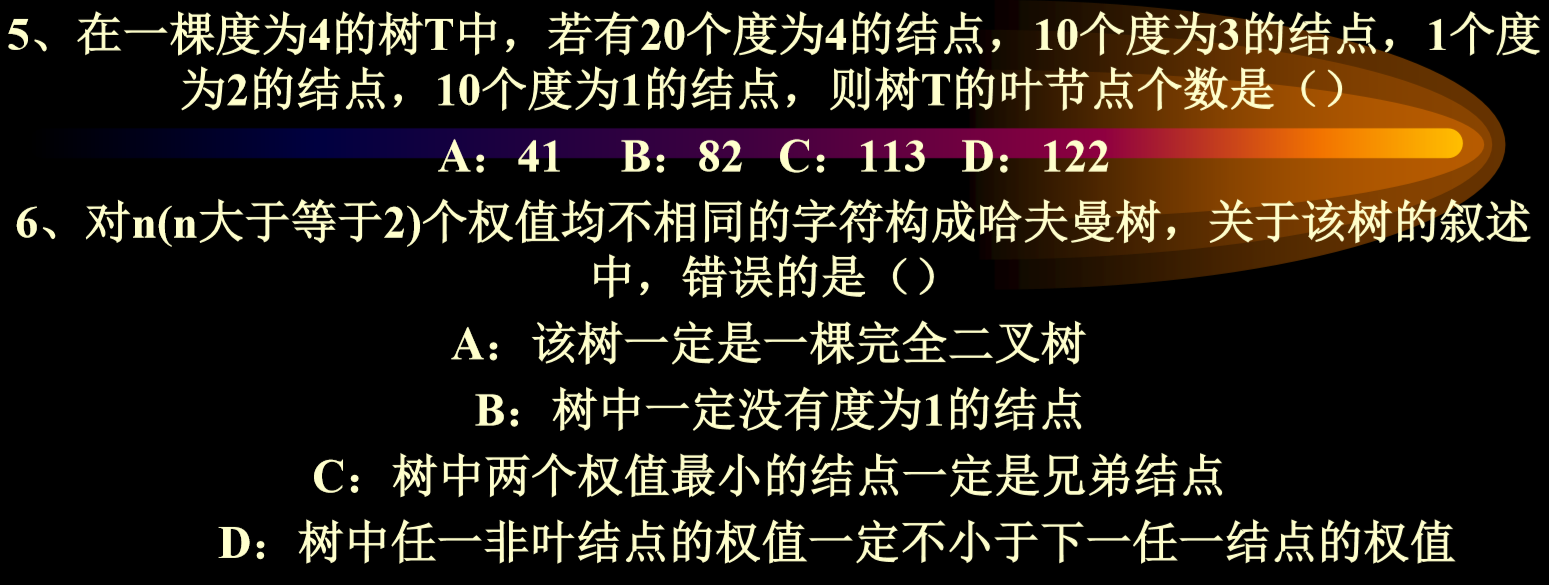 5、在一棵度为4的树T中，若有20个度为4的结点，10个度为3的结点，1个度
为2的结点，10个度为1的结点，则树T的叶节点个数是（）
A：41 B：82 C：113 D：122
6、对n(n大于等于2)个权值均不相同的字符构成哈夫曼树，关于该树的叙述
中，错误的是（）
A：该树一定是一棵完全二叉树
B：树中一定没有度为1的结点
C：树中两个权值最小的结点一定是兄弟结点
D：树中任一非叶结点的权值一定不小于下一任一结点的权值